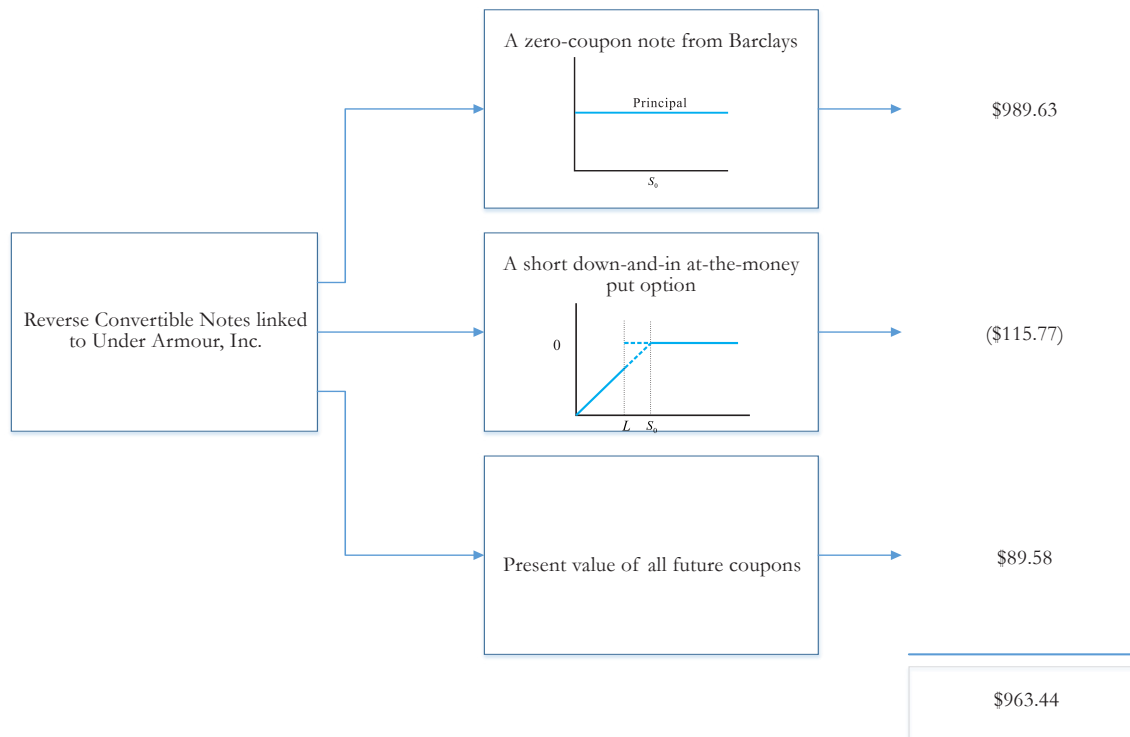 A zero-coupon note from Barclays
Principal
S₀
$989.63
Reverse Convertible Notes linked
to Under Armour, Inc.
A short down-and-in at-the-money
put option
0
L S₀
($115.77)
Present value of all future coupons
$89.58
$963.44